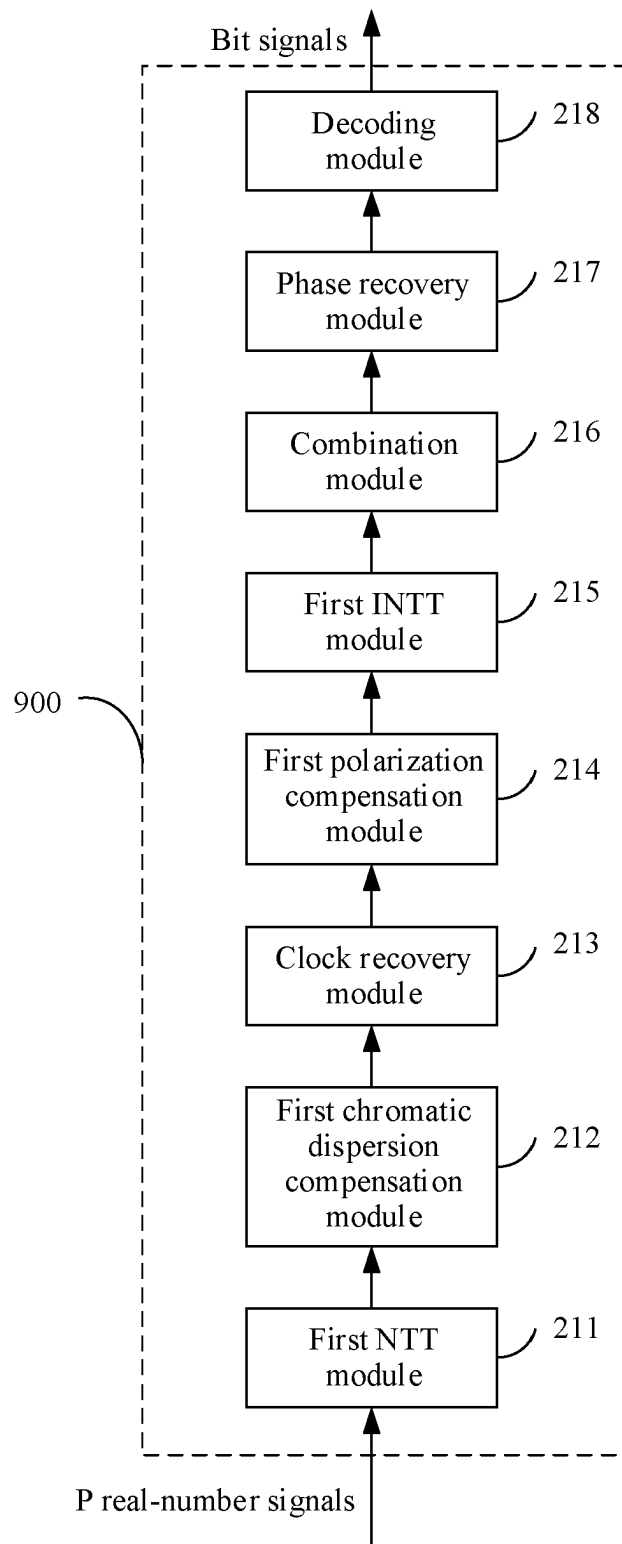 Bit signals
Decoding
module
218
Phase recovery
module
217
Combination
module
216
First INTT
module
215
900
First polarization
compensation
module
214
Clock recovery
module
213
First chromatic
dispersion
compensation
module
212
First NTT
module
211
P real-number signals